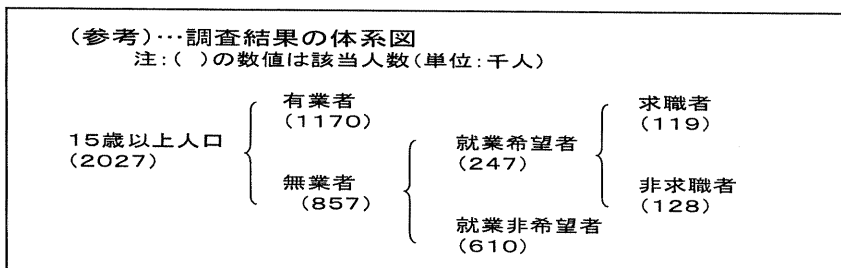 (参考)…調査結果の体系図
注:( )の数値は該当人数(単位:千人)
15歳以上人口
(2027)
有業者
(1170)
無業者
(857)
就業希望者
(247)
就業非希望者
(610)
求職者
(119)
非求職者
(128)